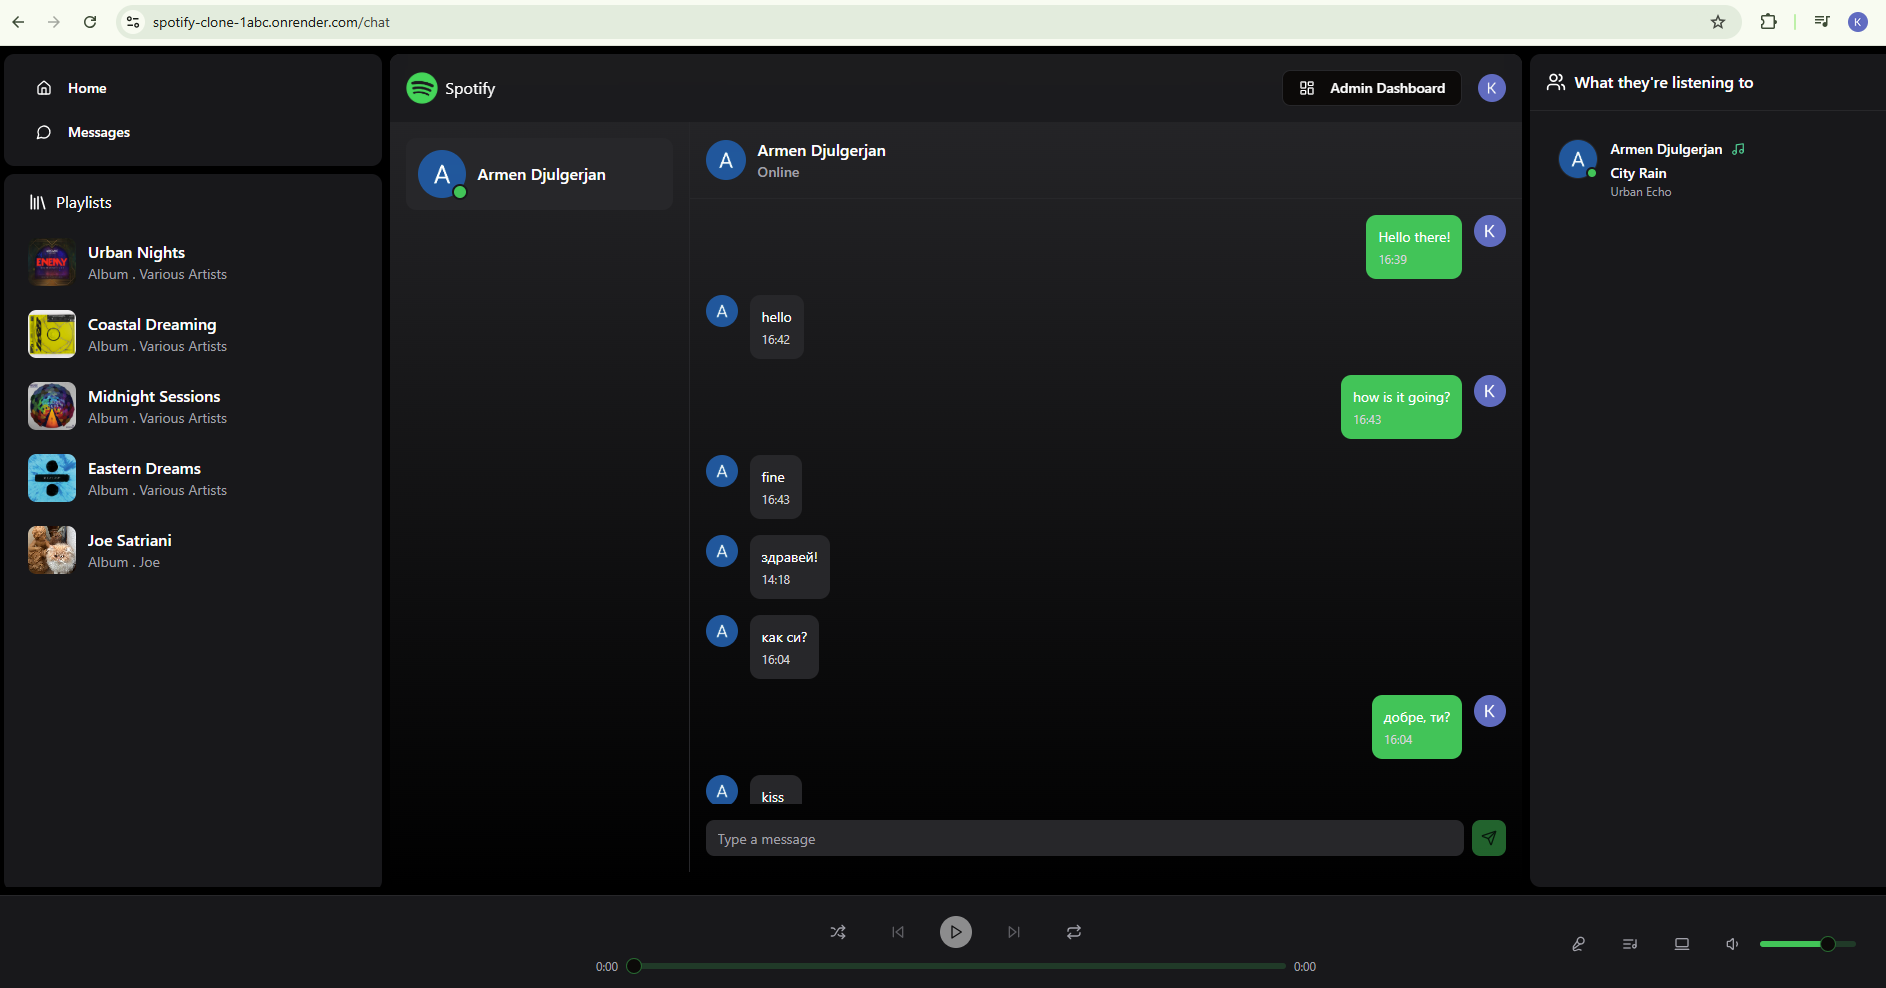 spotify-clone-1abc.onrender.com/chat
K
Home
Messages
Playlists
Urban Nights
Album . Various Artists
ENEMY
Coastal Dreaming
Album . Various Artists
Midnight Sessions
Album . Various Artists
Eastern Dreams
Album . Various Artists
Joe Satriani
Album . Joe
Spotify
Admin Dashboard
K
A
Armen Djulgerjan
A
Armen Djulgerjan
Online
Hello there!
16:39
K
A
hello
16:42
how is it going?
16:43
K
A
fine
16:43
A
здравей!
14:18
A
как си?
16:04
добре, ти?
16:04
K
A
kiss
Type a message
What they're listening to
A
Armen Djulgerjan
City Rain
Urban Echo
0:00
0:00